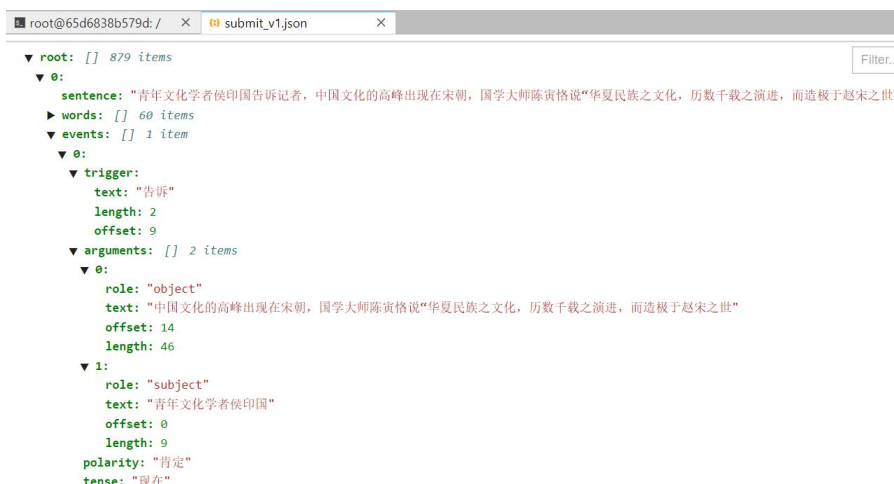 root@65d6838b579d: / × submit_v1.json ×
Filter..
▼ root: [] 879 items
▼ 0:
sentence: "青年文化学者侯印国告诉记者，中国文化的高峰出现在宋朝，国学大师陈寅恪说“华夏民族之文化，历数千载之演进，而造极于赵宋之世
▶ words: [] 60 items
▼ events: [] 1 item
▼ 0:
▼ trigger:
text: "告诉"
length: 2
offset: 9
▼ arguments: [] 2 items
▼ 0:
role: "object"
text: "中国文化的高峰出现在宋朝，国学大师陈寅恪说“华夏民族之文化，历数千载之演进，而造极于赵宋之世"
offset: 14
length: 46
▼ 1:
role: "subject"
text: "青年文化学者侯印国"
offset: 0
length: 9
polarity: "肯定"
tense: "现在"